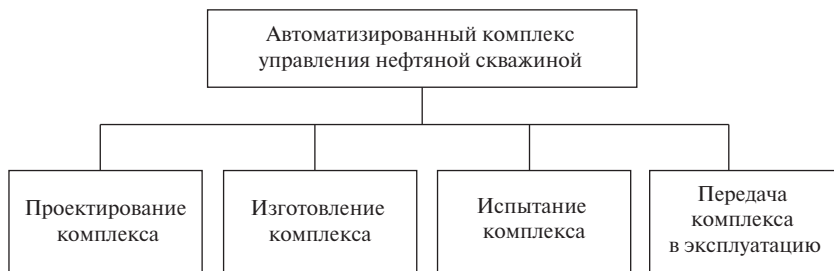 Автоматизированный комплекс
управления нефтяной скважиной
Проектирование
комплекса
Изготовление
комплекса
Испытание
комплекса
Передача
комплекса
в эксплуатацию